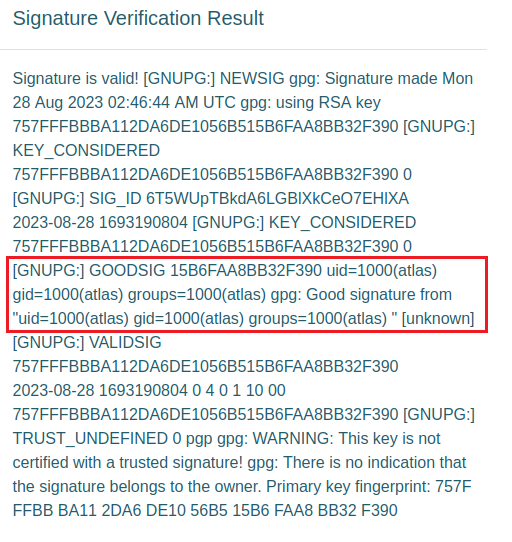 Signature Verification Result
Signature is valid! [GNUPG:] NEWSIG gpg: Signature made Mon
28 Aug 2023 02:46:44 AM UTC gpg: using RSA key
757FFFBBBA112DA6DE1056B515B6FAA8BB32F390 [GNUPG:]
KEY_CONSIDERED
757FFFBBBA112DA6DE1056B515B6FAA8BB32F390 0
[GNUPG:] SIG_ID 6T5WUpTBkdA6LGBlXkCeO7EHlXA
2023-08-28 1693190804 [GNUPG:] KEY_CONSIDERED
757FFFBBBA112DA6DE1056B515B6FAA8BB32F390 0
[GNUPG:] GOODSIG 15B6FAA8BB32F390 uid=1000(atlas)
gid=1000(atlas) groups=1000(atlas) gpg: Good signature from
"uid=1000(atlas) gid=1000(atlas) groups=1000(atlas) " [unknown]
[GNUPG:] VALIDSIG
757FFFBBBA112DA6DE1056B515B6FAA8BB32F390
2023-08-28 1693190804 0 4 0 1 10 00
757FFFBBBA112DA6DE1056B515B6FAA8BB32F390 [GNUPG:]
TRUST_UNDEFINED 0 pgp gpg: WARNING: This key is not
certified with a trusted signature! gpg: There is no indication that
the signature belongs to the owner. Primary key fingerprint: 757F
FFBB BA11 2DA6 DE10 56B5 15B6 FAA8 BB32 F390